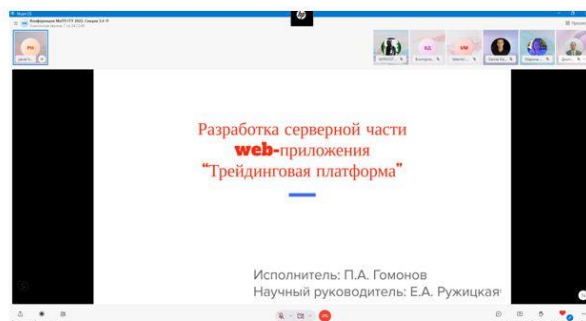 Разработка серверной части
web-приложения
“Трейдинговая платформа”
Исполнитель: П.А. Гомонов
Научный руководитель: Е.А. Ружицкая